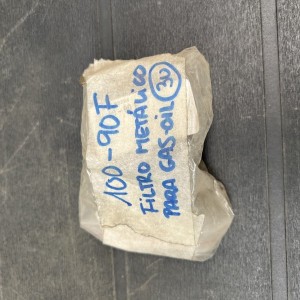 100-90F
FILTRO METÁLICO
PARA GAS-OIL
30